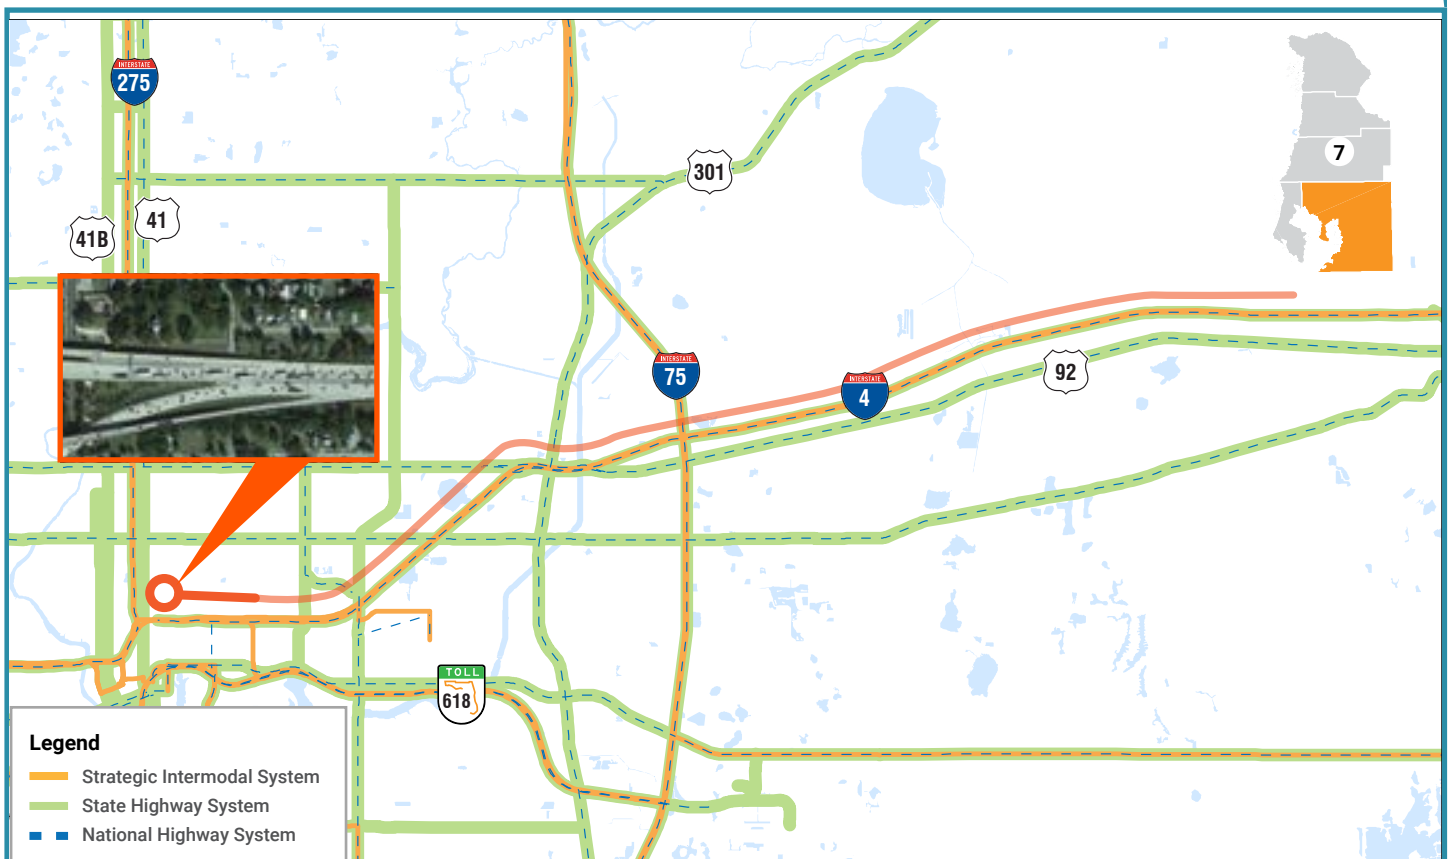 INTERSTATE
275
301
7
41
41B
INTERSTATE
75
INTERSTATE
4
92
TOLL
618
Legend
Strategic Intermodal System
State Highway System
National Highway System